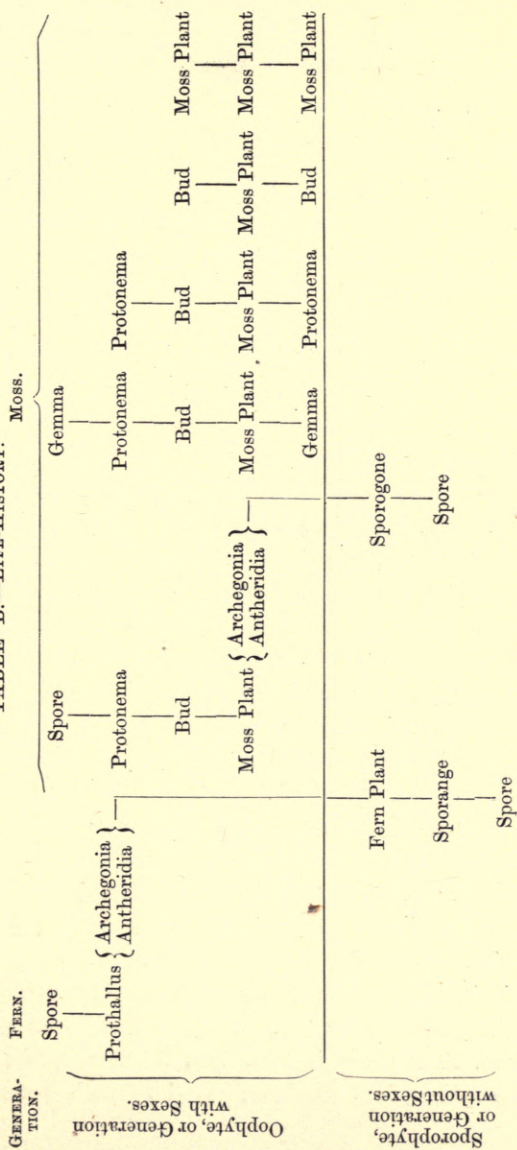 TABLE B.—LIFE-HISTORY.
GENERA-
TION.
FERN.
MOSS.
Oophyte, or Generation
with Sexes.
Spore
Prothallus { Archegonia }
{ Antheridia }
Spore
Protonema
Bud
Moss Plant { Archegonia }
{ Antheridia }
Gemma
Protonema
Bud
Moss Plant
Gemma
Protonema
Bud
Moss Plant
Protonema
Bud
Moss Plant
Bud
Moss Plant
Moss Plant
Moss Plant
Sporophyte,
or Generation
without Sexes.
Fern Plant
Sporange
Spore
Sporogone
Spore